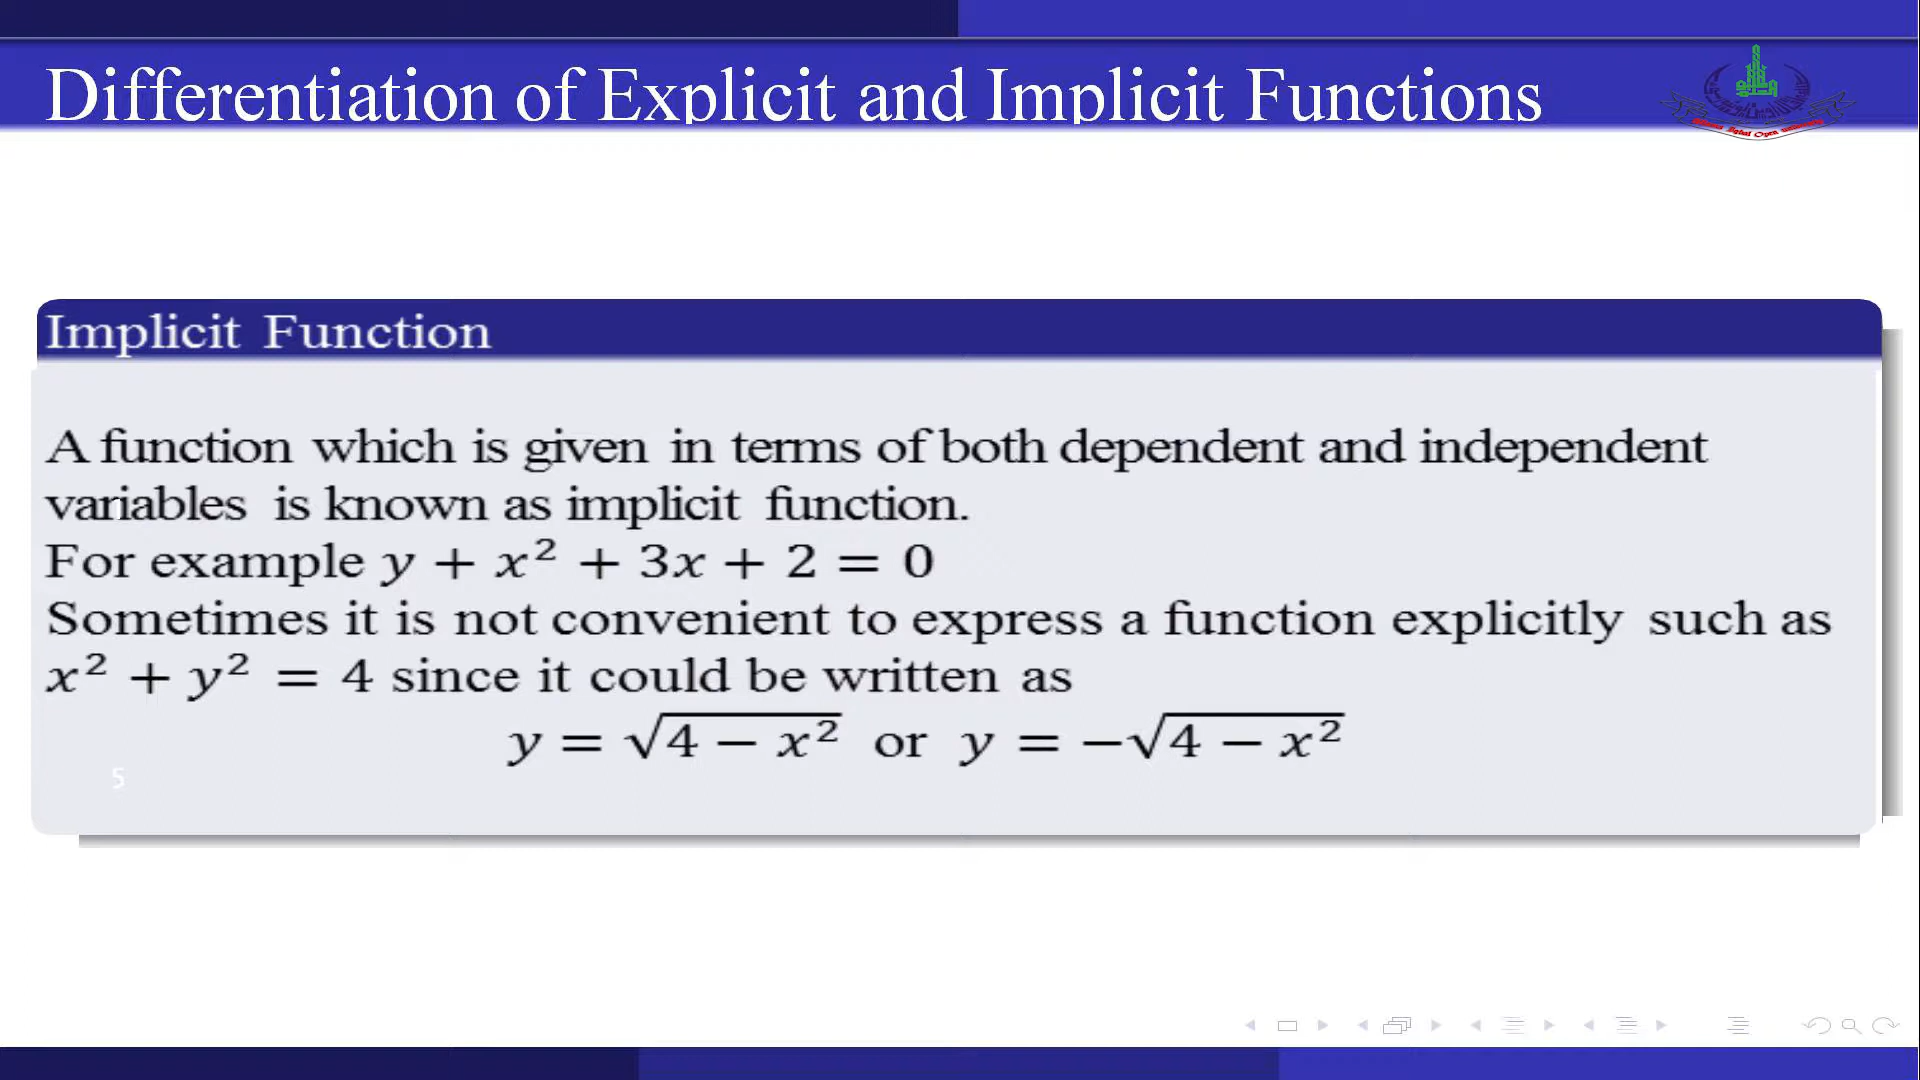 Differentiation of Explicit and Implicit Functions
Iqbal Open University
Implicit Function
A function which is given in terms of both dependent and independent
variables is known as implicit function.
For example y + x² + 3x + 2 = 0
Sometimes it is not convenient to express a function explicitly such as
x² + y² = 4 since it could be written as
y = √(4 − x²) or y = −√(4 − x²)
5